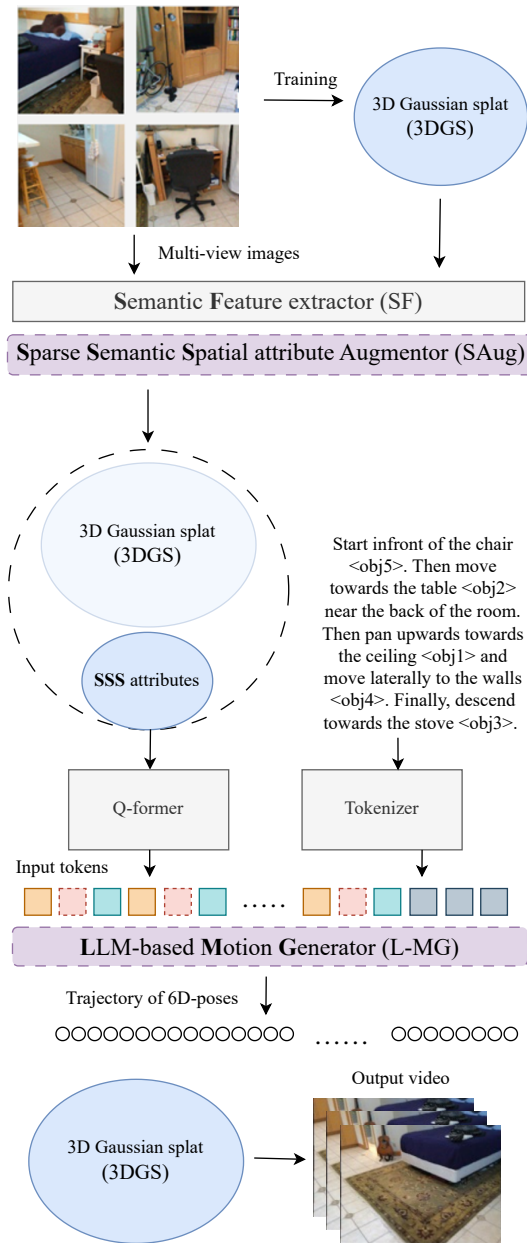 Training
3D Gaussian splat
(3DGS)
Multi-view images
Semantic Feature extractor (SF)
Sparse Semantic Spatial attribute Augmentor (SAug)
3D Gaussian splat
(3DGS)
SSS attributes
Start infront of the chair
<obj5>. Then move
towards the table <obj2>
near the back of the room.
Then pan upwards towards
the ceiling <obj1> and
move laterally to the walls
<obj4>. Finally, descend
towards the stove <obj3>.
Q-former
Tokenizer
Input tokens
.....
LLM-based Motion Generator (L-MG)
Trajectory of 6D-poses
......
Output video
3D Gaussian splat
(3DGS)